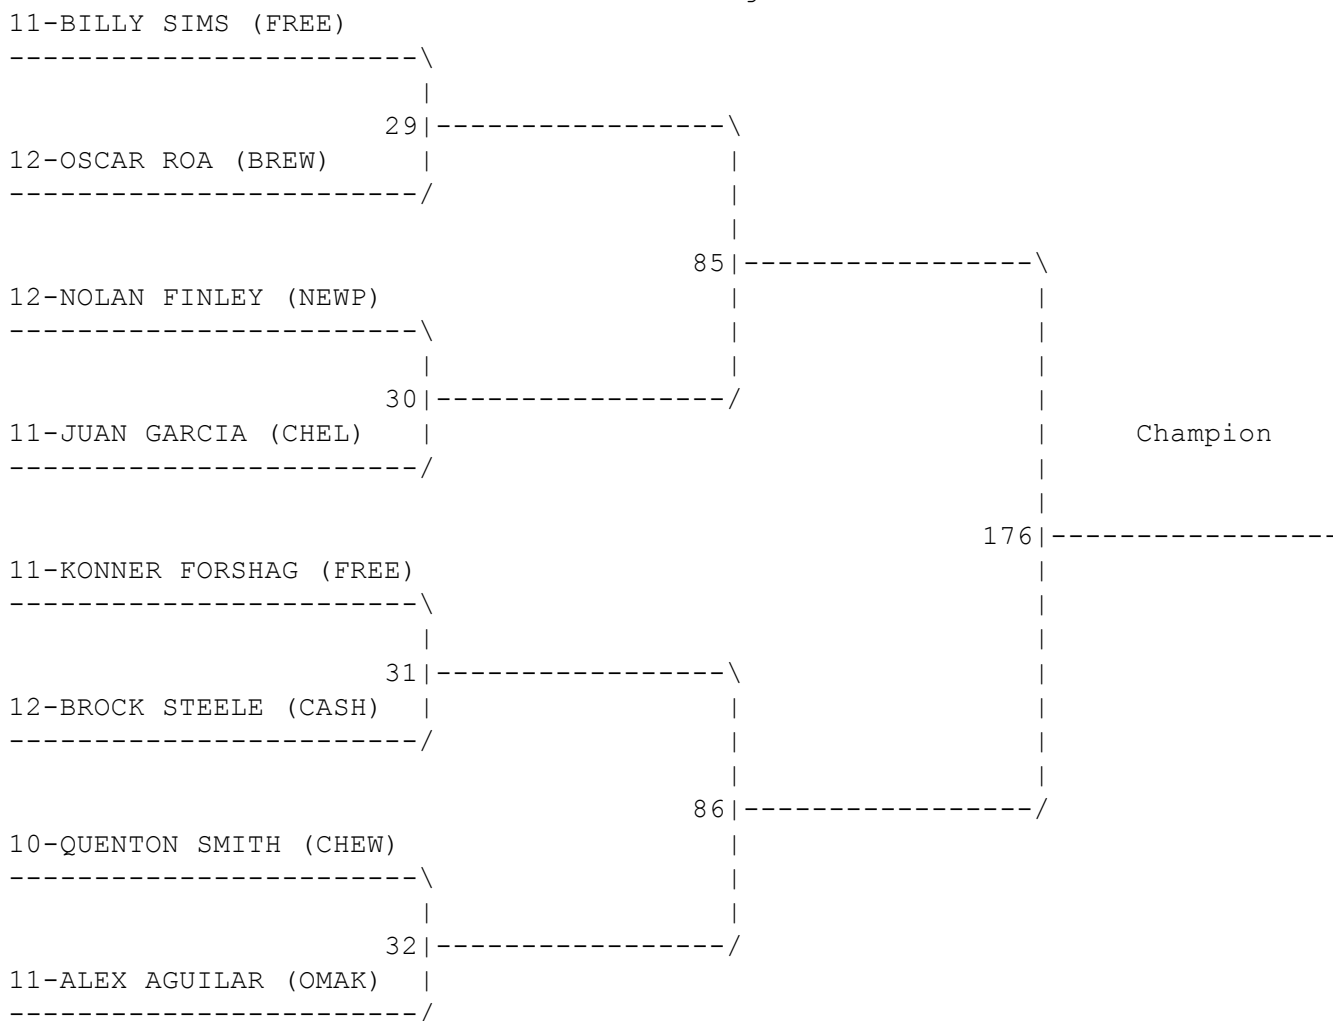 11-BILLY SIMS (FREE)
------------------------\
|
29|-----------------\
12-OSCAR ROA (BREW) | |
------------------------/ |
|
85|-----------------\
12-NOLAN FINLEY (NEWP) | |
------------------------\ | |
| | |
30|-----------------/ |
11-JUAN GARCIA (CHEL) | | Champion
------------------------/ |
|
176|-----------------
11-KONNER FORSHAG (FREE) |
------------------------\ |
| |
31|-----------------\ |
12-BROCK STEELE (CASH) | | |
------------------------/ | |
| |
86|-----------------/
10-QUENTON SMITH (CHEW) |
------------------------\ |
| |
32|-----------------/
11-ALEX AGUILAR (OMAK) |
------------------------/